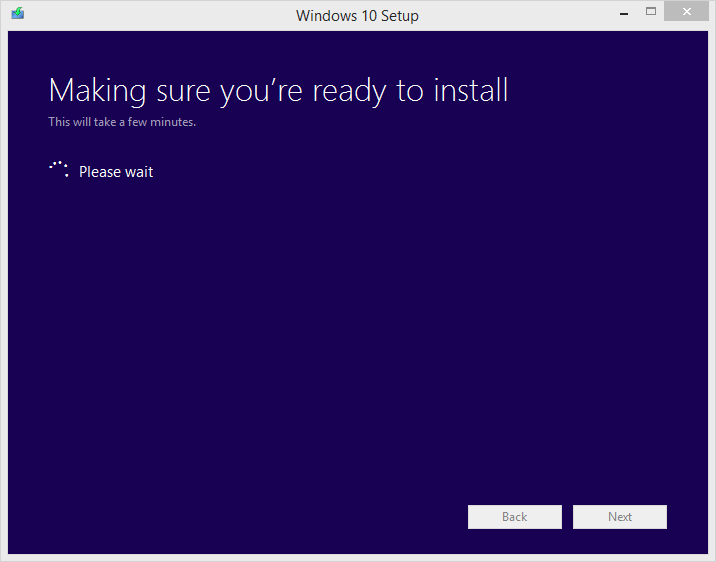 Windows 10 Setup
Making sure you’re ready to install
This will take a few minutes.
Please wait
Back
Next